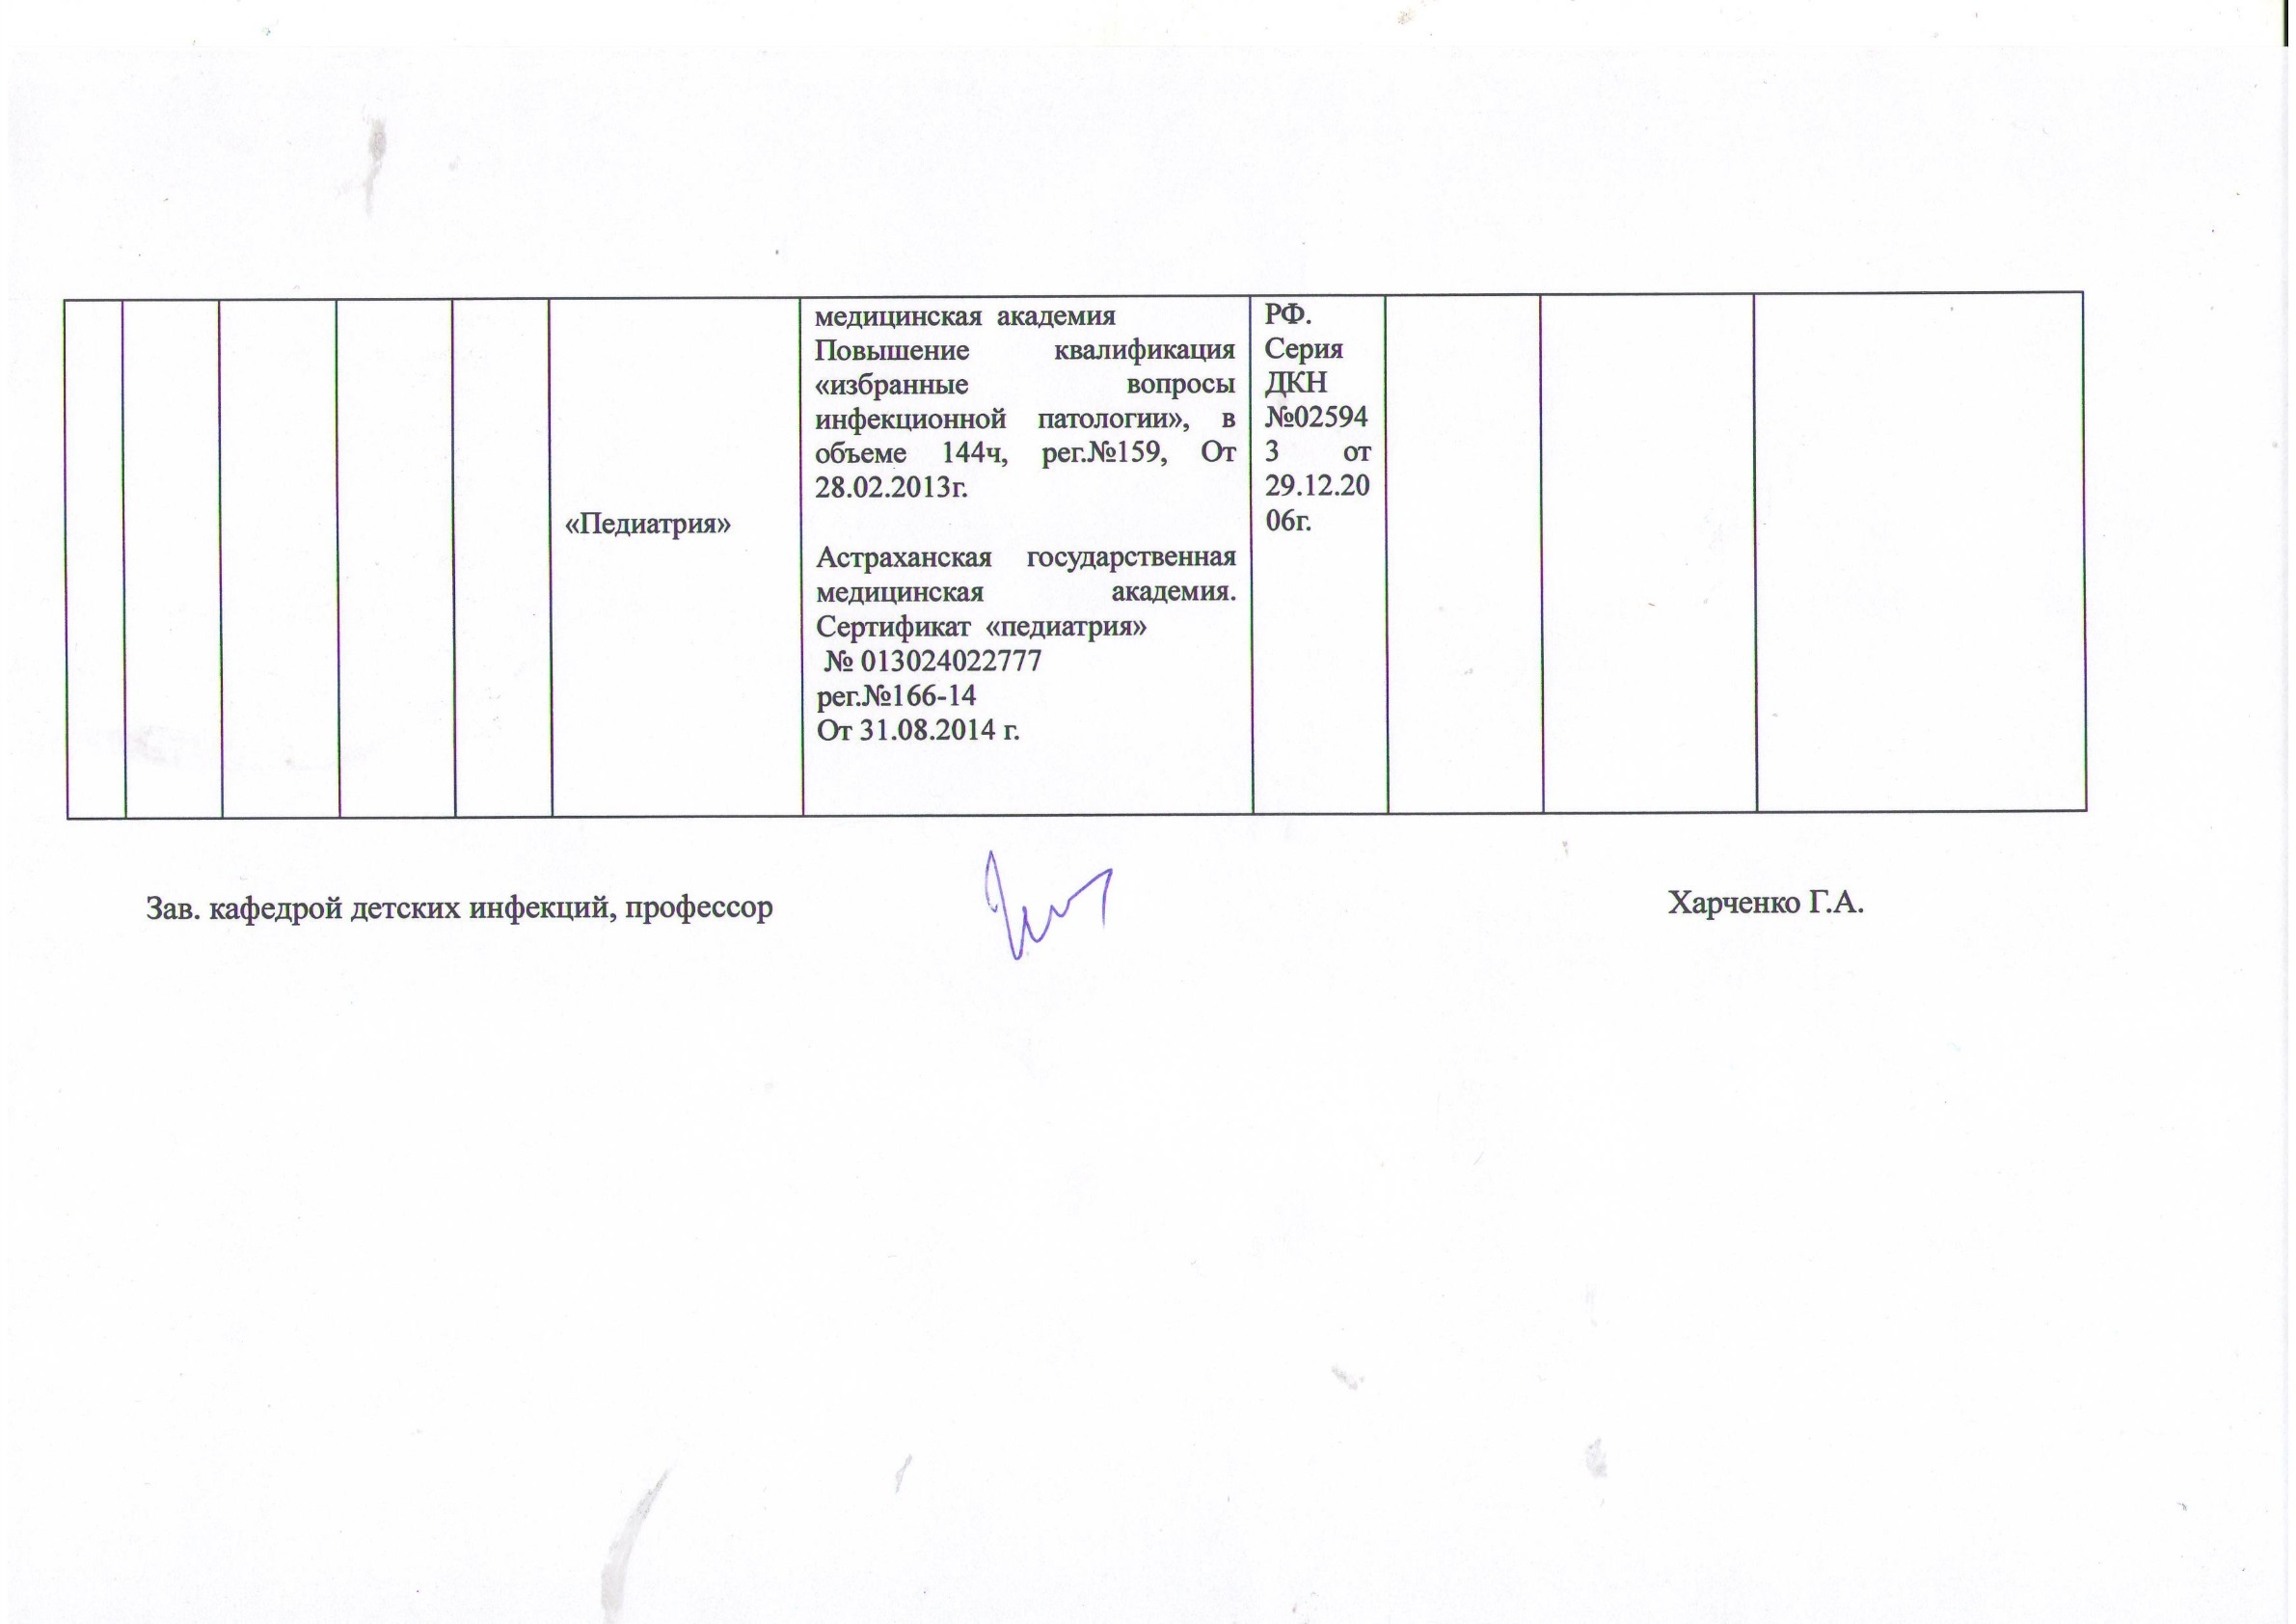 «Педиатрия»
медицинская академия
Повышение квалификация
«избранные вопросы
инфекционной патологии», в
объеме 144ч, рег.№159, От
28.02.2013г.
Астраханская государственная
медицинская академия.
Сертификат «педиатрия»
№ 013024022777
рег.№166-14
От 31.08.2014 г.
РФ.
Серия
ДКН
№02594
3 от
29.12.20
06г.
Зав. кафедрой детских инфекций, профессор
Харченко Г.А.